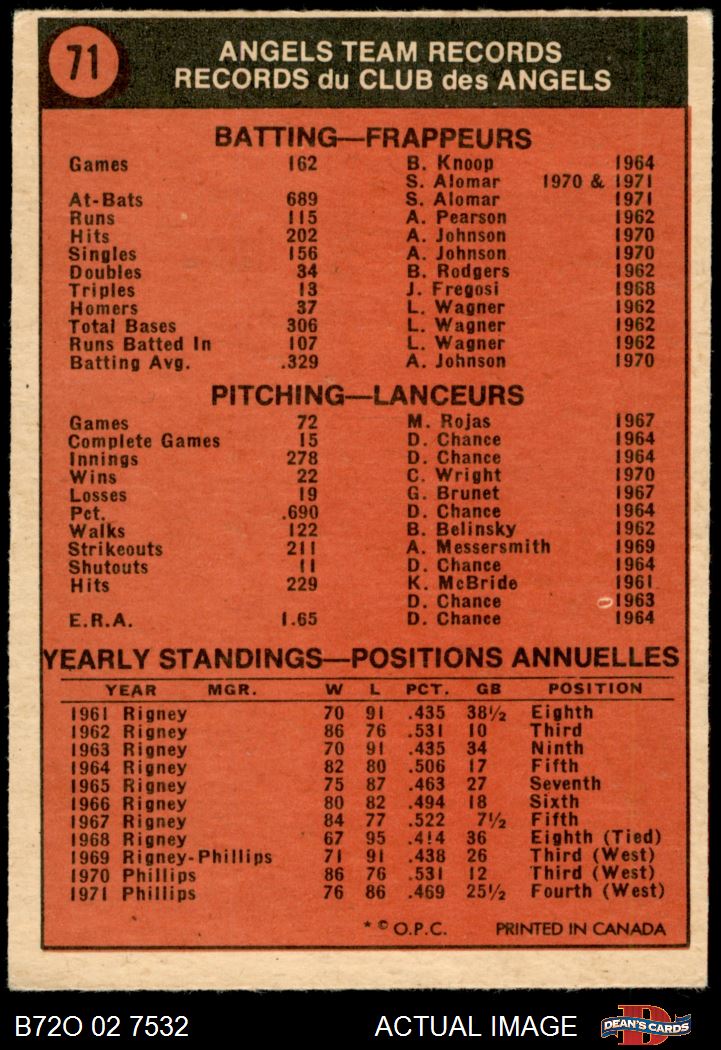 71
ANGELS TEAM RECORDS
RECORDS du CLUB des ANGELS
BATTING—FRAPPEURS
Games 162 B. Knoop 1964
S. Alomar 1970 & 1971
At-Bats 689 S. Alomar 1971
Runs 115 A. Pearson 1962
Hits 202 A. Johnson 1970
Singles 156 A. Johnson 1970
Doubles 34 B. Rodgers 1962
Triples 13 J. Fregosi 1968
Homers 37 L. Wagner 1962
Total Bases 306 L. Wagner 1962
Runs Batted In 107 L. Wagner 1962
Batting Avg. .329 A. Johnson 1970
PITCHING—LANCEURS
Games 72 M. Rojas 1967
Complete Games 15 D. Chance 1964
Innings 278 D. Chance 1964
Wins 22 C. Wright 1970
Losses 19 G. Brunet 1967
Pct. .690 D. Chance 1964
Walks 122 B. Belinsky 1962
Strikeouts 211 A. Messersmith 1969
Shutouts 11 D. Chance 1964
Hits 229 K. McBride 1961
D. Chance 1963
E.R.A. 1.65 D. Chance 1964
YEARLY STANDINGS—POSITIONS ANNUELLES
YEAR MGR. W L PCT. GB POSITION
1961 Rigney 70 91 .435 38½ Eighth
1962 Rigney 86 76 .531 10 Third
1963 Rigney 70 91 .435 34 Ninth
1964 Rigney 82 80 .506 17 Fifth
1965 Rigney 75 87 .463 27 Seventh
1966 Rigney 80 82 .494 18 Sixth
1967 Rigney 84 77 .522 7½ Fifth
1968 Rigney 67 95 .414 36 Eighth (Tied)
1969 Rigney-Phillips 71 91 .438 26 Third (West)
1970 Phillips 86 76 .531 12 Third (West)
1971 Phillips 76 86 .469 25½ Fourth (West)
* © O.P.C. PRINTED IN CANADA
B72O 02 7532 ACTUAL IMAGE D DEAN'S CARDS